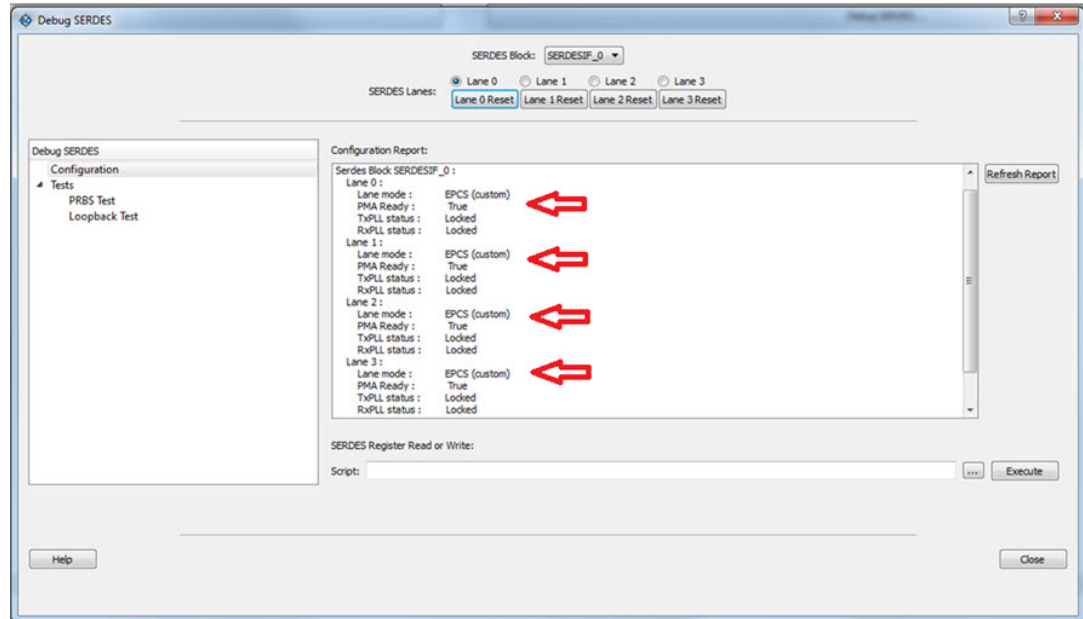 Debug SERDES
SERDES Block: SERDESIF_0
SERDES Lanes: Lane 0 Lane 1 Lane 2 Lane 3
Lane 0 Reset Lane 1 Reset Lane 2 Reset Lane 3 Reset
Debug SERDES
Configuration
Tests
PRBS Test
Loopback Test
Configuration Report:
Refresh Report
Serdes Block SERDESIF_0 :
Lane 0 :
Lane mode : EPCS (custom)
PMA Ready : True
TxPLL status : Locked
RxPLL status : Locked
Lane 1 :
Lane mode : EPCS (custom)
PMA Ready : True
TxPLL status : Locked
RxPLL status : Locked
Lane 2 :
Lane mode : EPCS (custom)
PMA Ready : True
TxPLL status : Locked
RxPLL status : Locked
Lane 3 :
Lane mode : EPCS (custom)
PMA Ready : True
TxPLL status : Locked
RxPLL status : Locked
SERDES Register Read or Write:
Script: ... Execute
Help Close